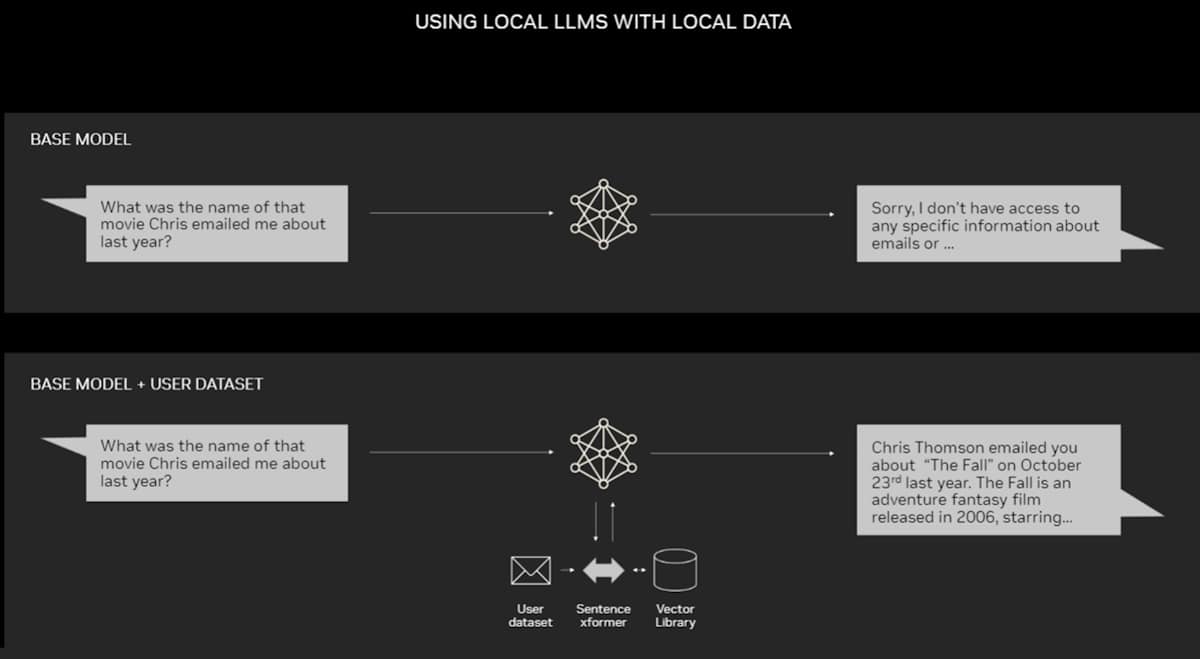 USING LOCAL LLMS WITH LOCAL DATA
BASE MODEL
What was the name of that
movie Chris emailed me about
last year?
Sorry, I don't have access to
any specific information about
emails or ...
BASE MODEL + USER DATASET
What was the name of that
movie Chris emailed me about
last year?
Chris Thomson emailed you
about “The Fall” on October
23rd last year. The Fall is an
adventure fantasy film
released in 2006, starring...
User
dataset
Sentence
xformer
Vector
Library